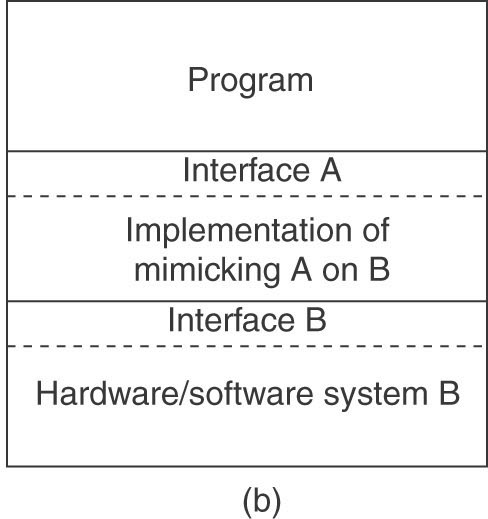 Program
Interface A
Implementation of
mimicking A on B
Interface B
Hardware/software system B
(b)